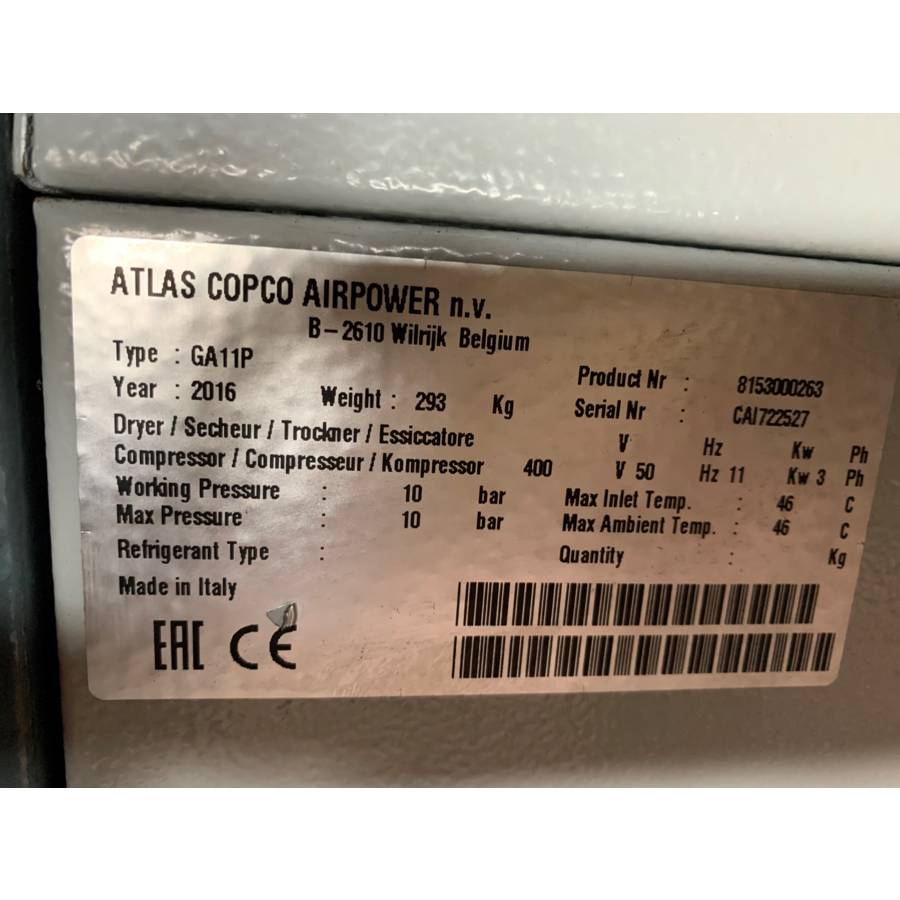 ATLAS COPCO AIRPOWER n.v.
B-2610 Wilrijk Belgium
Type : GA11P
Product Nr : 8153000263
Year : 2016 Weight : 293 Kg
Serial Nr : CAI722527
Dryer / Secheur / Trockner / Essiccatore V Hz Kw Ph
Compressor / Compresseur / Kompressor 400 V 50 Hz 11 Kw 3 Ph
Working Pressure : 10 bar Max Inlet Temp. : 46 C
Max Pressure : 10 bar Max Ambient Temp. : 46 C
Refrigerant Type : Quantity : Kg
Made in Italy
EAC CE